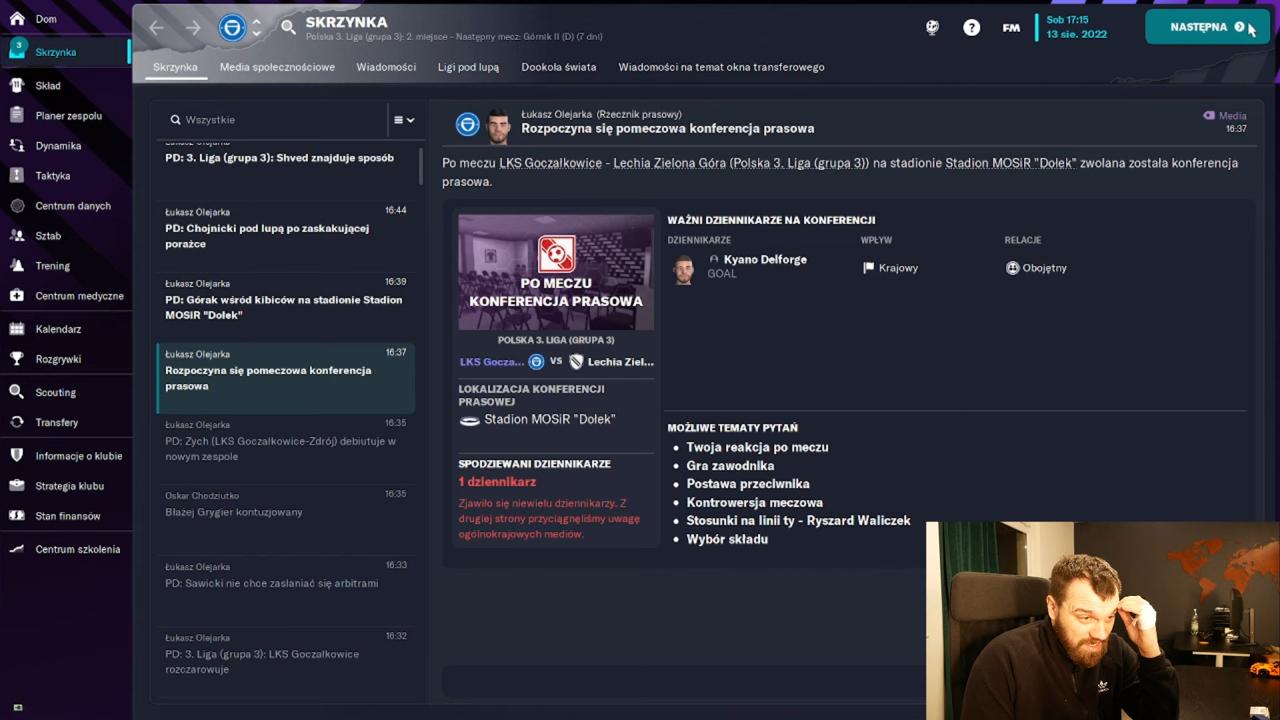 Dom
3
Skrzynka
Skład
Planer zespołu
Dynamika
Taktyka
Centrum danych
Sztab
Trening
Centrum medyczne
Kalendarz
Rozgrywki
Scouting
Transfery
Informacje o klubie
Strategia klubu
Stan finansów
Centrum szkolenia
SKRZYNKA
Polska 3. Liga (grupa 3): 2. miejsce - Następny mecz: Górnik II (D) (7 dni)
FM
Sob 17:15
13 sie. 2022
NASTĘPNA
Skrzynka
Media społecznościowe
Wiadomości
Ligi pod lupą
Dookoła świata
Wiadomości na temat okna transferowego
Wszystkie
Łukasz Olejarka
PD: 3. Liga (grupa 3): Shved znajduje sposób
Łukasz Olejarka 16:44
PD: Chojnicki pod lupą po zaskakującej
porażce
Łukasz Olejarka 16:39
PD: Górak wśród kibiców na stadionie Stadion
MOSiR "Dołek"
Łukasz Olejarka 16:37
Rozpoczyna się pomeczowa konferencja
prasowa
Łukasz Olejarka 16:35
PD: Zych (LKS Goczałkowice-Zdrój) debiutuje w
nowym zespole
Oskar Chodziutko 16:35
Błażej Grygier kontuzjowany
Łukasz Olejarka 16:33
PD: Sawicki nie chce zasłaniać się arbitrami
Łukasz Olejarka 16:32
PD: 3. Liga (grupa 3): LKS Goczałkowice
rozczarowuje
Łukasz Olejarka (Rzecznik prasowy)
Rozpoczyna się pomeczowa konferencja prasowa
Media
16:37
Po meczu LKS Goczałkowice - Lechia Zielona Góra (Polska 3. Liga (grupa 3)) na stadionie Stadion MOSiR "Dołek" zwołana została konferencja
prasowa.
PO MECZU
KONFERENCJA PRASOWA
POLSKA 3. LIGA (GRUPA 3)
LKS Gocza... VS Lechia Ziel...
LOKALIZACJA KONFERENCJI
PRASOWEJ
Stadion MOSiR "Dołek"
SPODZIEWANI DZIENNIKARZE
1 dziennikarz
Zjawiło się niewielu dziennikarzy. Z
drugiej strony przyciągnęliśmy uwagę
ogólnokrajowych mediów.
WAŻNI DZIENNIKARZE NA KONFERENCJI
DZIENNIKARZE WPŁYW RELACJE
Kyano Delforge
GOAL
Krajowy
Obojętny
MOŻLIWE TEMATY PYTAŃ
Twoja reakcja po meczu
Gra zawodnika
Postawa przeciwnika
Kontrowersja meczowa
Stosunki na linii ty - Ryszard Waliczek
Wybór składu